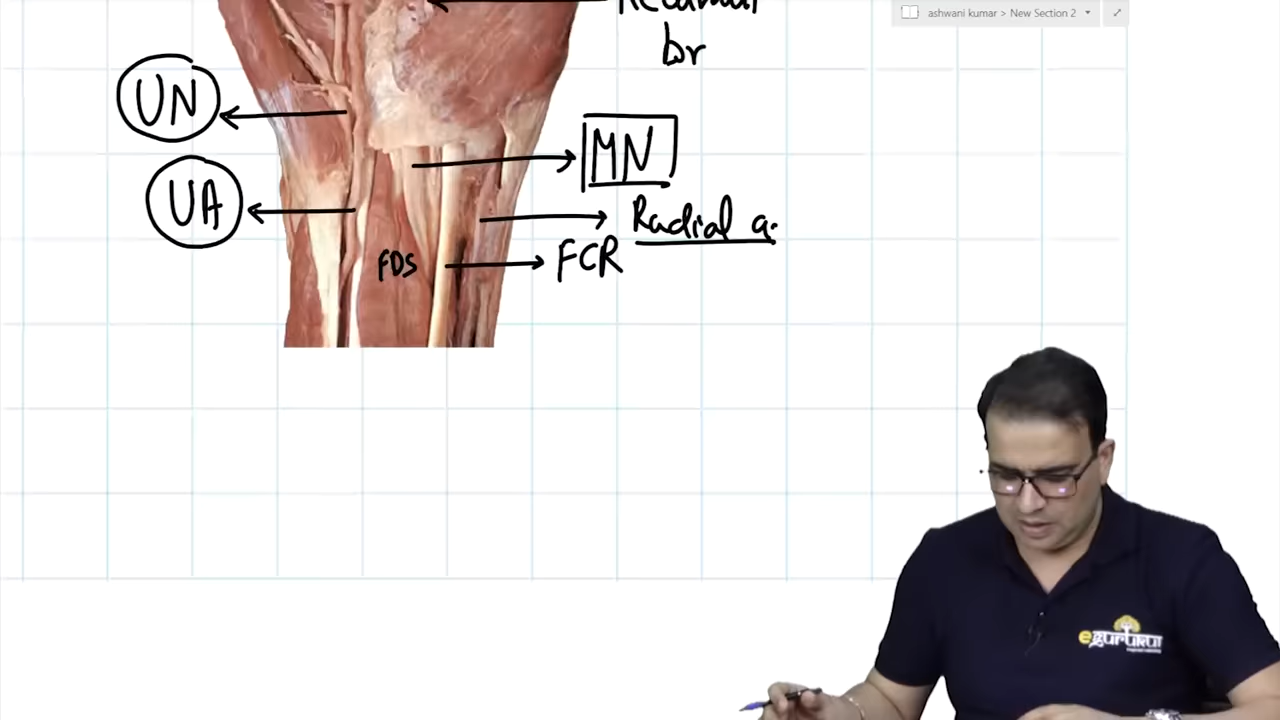 ashwani kumar > New Section 2
br
UN
MN
UA
Radial a.
FDS
FCR
egurukul